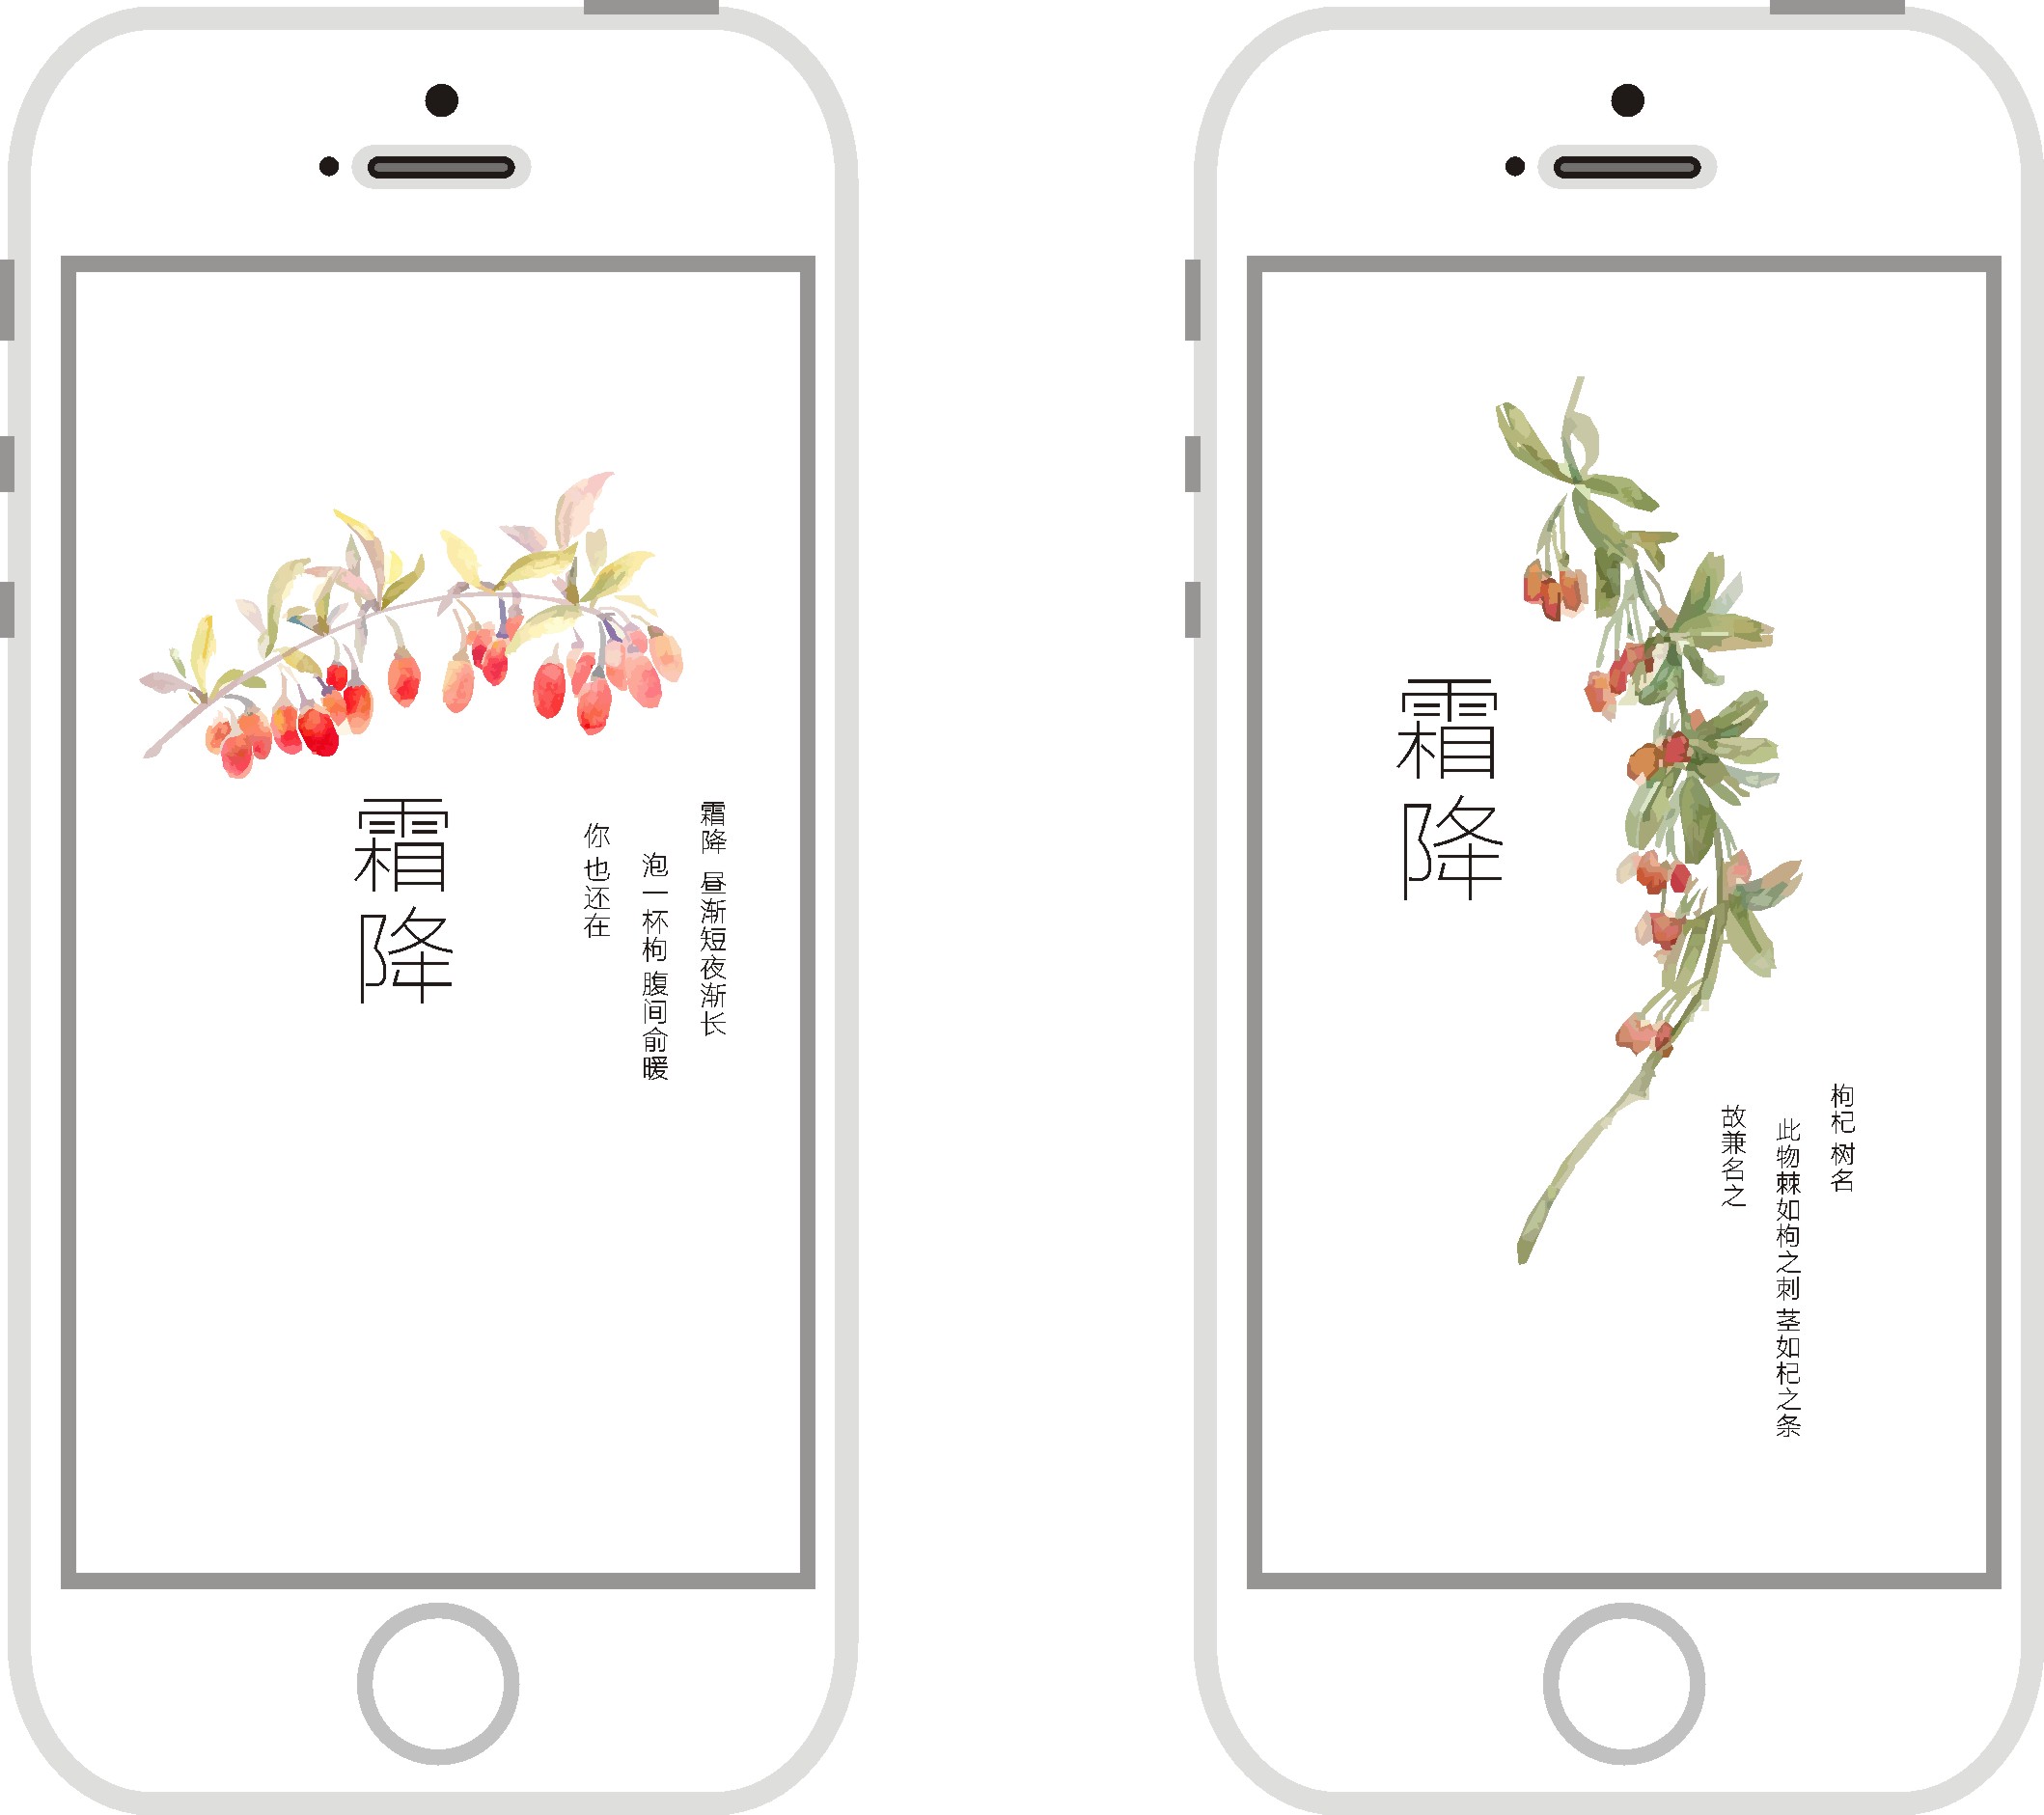 霜降
霜降 昼渐短夜渐长
泡一杯枸 腹间俞暖
你也还在
霜降
枸杞 树名
此物棘如枸之刺 茎如杞之条
故兼名之